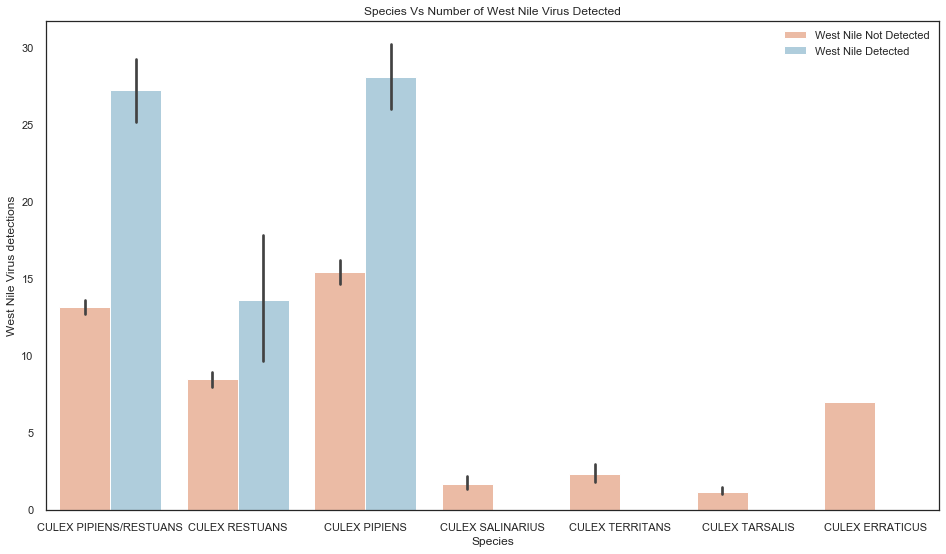 Species Vs Number of West Nile Virus Detected
West Nile Not Detected
West Nile Detected
West Nile Virus detections
30
25
20
15
10
5
0
CULEX PIPIENS/RESTUANS CULEX RESTUANS CULEX PIPIENS CULEX SALINARIUS CULEX TERRITANS CULEX TARSALIS CULEX ERRATICUS
Species